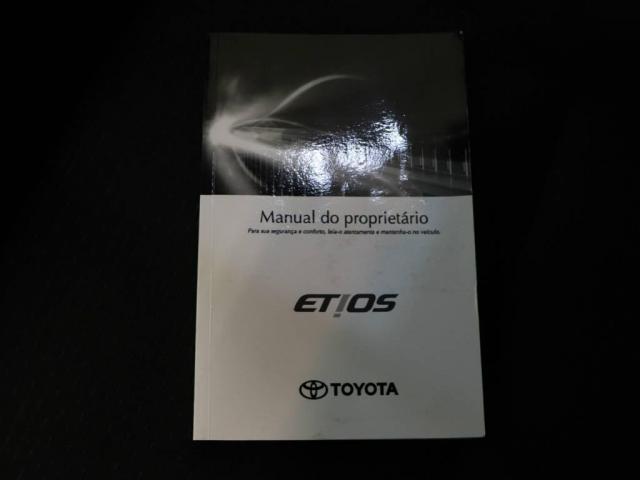 Manual do proprietário
Para sua segurança e conforto, leia-o atentamente e mantenha-o no veículo.
ETIOS
TOYOTA